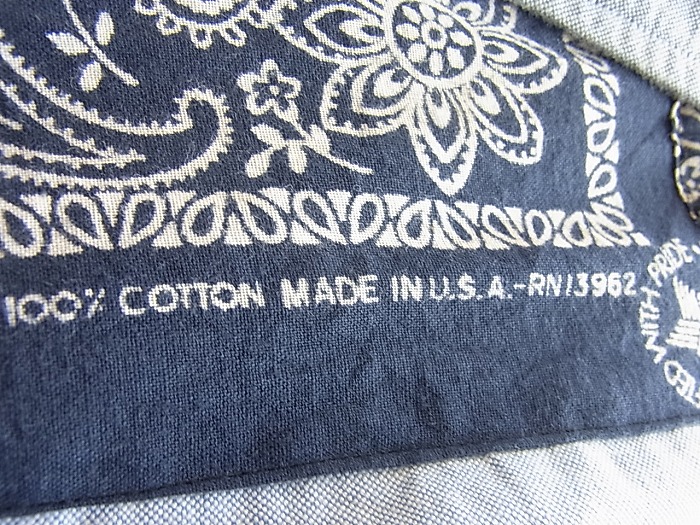 100% COTTON MADE IN U.S.A.-RN13962
WITH PRIDE